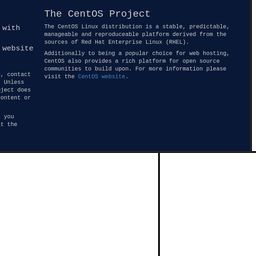 with
website
, contact
Unless
ject does
ontent or
you
t the
The CentOS Project
The CentOS Linux distribution is a stable, predictable,
manageable and reproduceable platform derived from the
sources of Red Hat Enterprise Linux (RHEL).
Additionally to being a popular choice for web hosting,
CentOS also provides a rich platform for open source
communities to build upon. For more information please
visit the CentOS website.